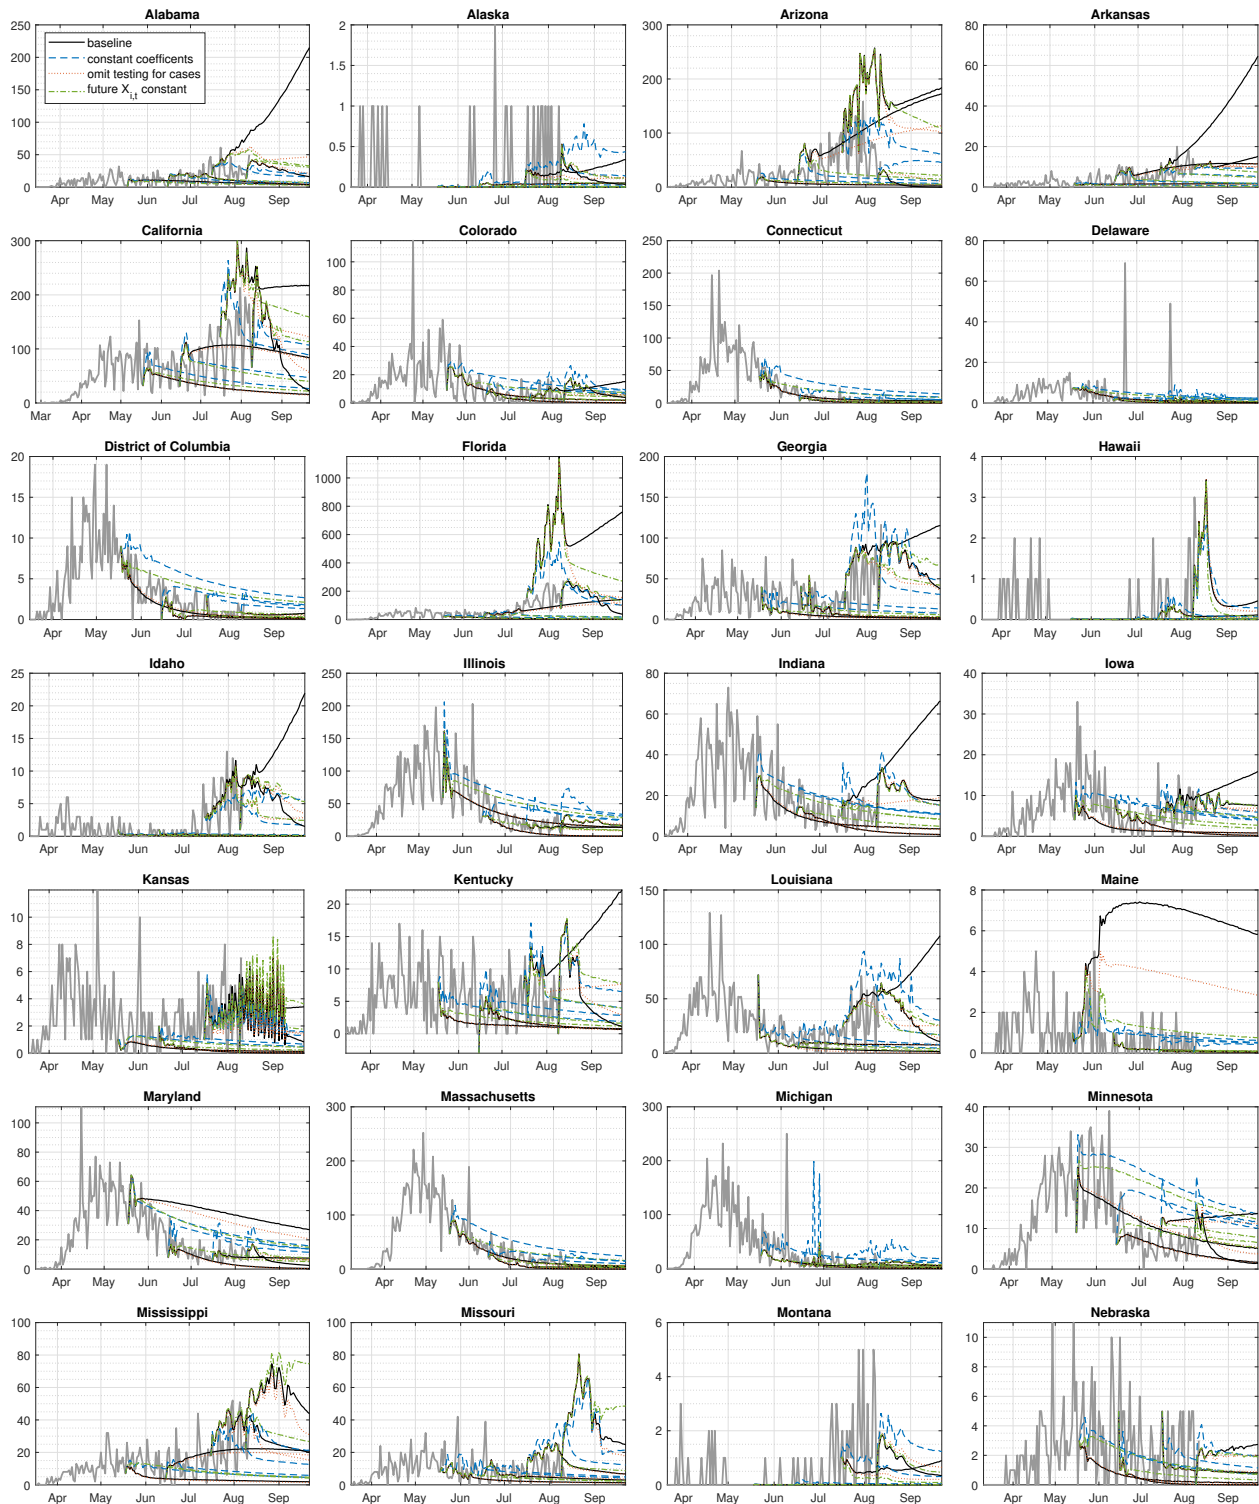 Alabama
250
200
150
100
50
0
baseline
constant coefficents
omit testing for cases
future X_{i,t} constant
Apr May Jun Jul Aug Sep
Alaska
2
1.5
1
0.5
0
Apr May Jun Jul Aug Sep
Arizona
300
200
100
0
Apr May Jun Jul Aug Sep
Arkansas
80
60
40
20
0
Apr May Jun Jul Aug Sep
California
300
200
100
0
Mar Apr May Jun Jul Aug Sep
Colorado
100
80
60
40
20
0
Apr May Jun Jul Aug Sep
Connecticut
250
200
150
100
50
0
Apr May Jun Jul Aug Sep
Delaware
80
60
40
20
0
Apr May Jun Jul Aug Sep
District of Columbia
20
15
10
5
0
Apr May Jun Jul Aug Sep
Florida
1000
800
600
400
200
0
Apr May Jun Jul Aug Sep
Georgia
200
150
100
50
0
Apr May Jun Jul Aug Sep
Hawaii
4
3
2
1
0
Apr May Jun Jul Aug Sep
Idaho
25
20
15
10
5
0
Apr May Jun Jul Aug Sep
Illinois
250
200
150
100
50
0
Apr May Jun Jul Aug Sep
Indiana
80
60
40
20
0
Apr May Jun Jul Aug Sep
Iowa
40
30
20
10
0
Apr May Jun Jul Aug Sep
Kansas
10
8
6
4
2
0
Apr May Jun Jul Aug Sep
Kentucky
20
15
10
5
0
Apr May Jun Jul Aug Sep
Louisiana
150
100
50
0
Apr May Jun Jul Aug Sep
Maine
8
6
4
2
0
Apr May Jun Jul Aug Sep
Maryland
100
80
60
40
20
0
Apr May Jun Jul Aug Sep
Massachusetts
300
200
100
0
Apr May Jun Jul Aug Sep
Michigan
300
200
100
0
Apr May Jun Jul Aug Sep
Minnesota
40
30
20
10
0
Apr May Jun Jul Aug Sep
Mississippi
100
80
60
40
20
0
Apr May Jun Jul Aug Sep
Missouri
100
80
60
40
20
0
Apr May Jun Jul Aug Sep
Montana
6
4
2
0
Apr May Jun Jul Aug Sep
Nebraska
10
8
6
4
2
0
Apr May Jun Jul Aug Sep